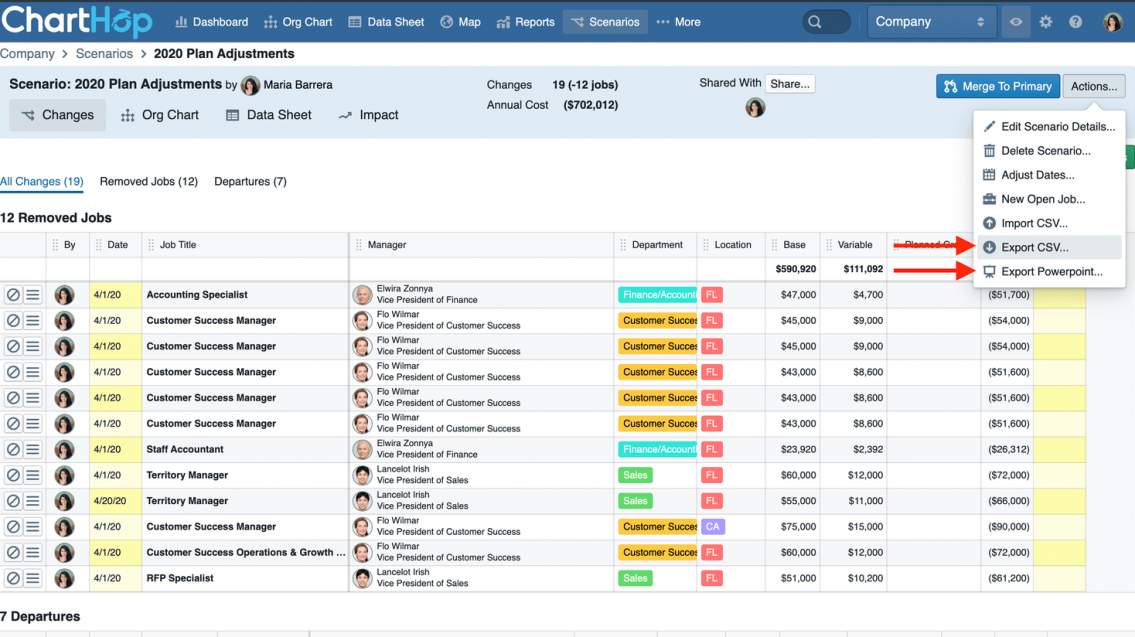 ChartHop Dashboard Org Chart Data Sheet Map Reports Scenarios More Company
Company > Scenarios > 2020 Plan Adjustments
Scenario: 2020 Plan Adjustments by Maria Barrera
Changes 19 (-12 jobs)
Annual Cost ($702,012)
Shared With Share...
Merge To Primary Actions...
Changes Org Chart Data Sheet Impact
Edit Scenario Details...
Delete Scenario...
Adjust Dates...
New Open Job...
Import CSV...
Export CSV...
Export Powerpoint...
All Changes (19) Removed Jobs (12) Departures (7)
12 Removed Jobs
By Date Job Title Manager Department Location Base Variable
$590,920 $111,092
4/1/20 Accounting Specialist Elwira Zonnya Finance/Accounti FL $47,000 $4,700 ($51,700)
Vice President of Finance
4/1/20 Customer Success Manager Flo Wilmar Customer Succes FL $45,000 $9,000 ($54,000)
Vice President of Customer Success
4/1/20 Customer Success Manager Flo Wilmar Customer Succes FL $45,000 $9,000 ($54,000)
Vice President of Customer Success
4/1/20 Customer Success Manager Flo Wilmar Customer Succes FL $43,000 $8,600 ($51,600)
Vice President of Customer Success
4/1/20 Customer Success Manager Flo Wilmar Customer Succes FL $43,000 $8,600 ($51,600)
Vice President of Customer Success
4/1/20 Customer Success Manager Flo Wilmar Customer Succes FL $43,000 $8,600 ($51,600)
Vice President of Customer Success
4/1/20 Staff Accountant Elwira Zonnya Finance/Accounti FL $23,920 $2,392 ($26,312)
Vice President of Finance
4/1/20 Territory Manager Lancelot Irish Sales FL $60,000 $12,000 ($72,000)
Vice President of Sales
4/20/20 Territory Manager Lancelot Irish Sales FL $55,000 $11,000 ($66,000)
Vice President of Sales
4/1/20 Customer Success Manager Flo Wilmar Customer Succes CA $75,000 $15,000 ($90,000)
Vice President of Customer Success
4/1/20 Customer Success Operations & Growth ... Flo Wilmar Customer Succes FL $60,000 $12,000 ($72,000)
Vice President of Customer Success
4/1/20 RFP Specialist Lancelot Irish Sales FL $51,000 $10,200 ($61,200)
Vice President of Sales
7 Departures